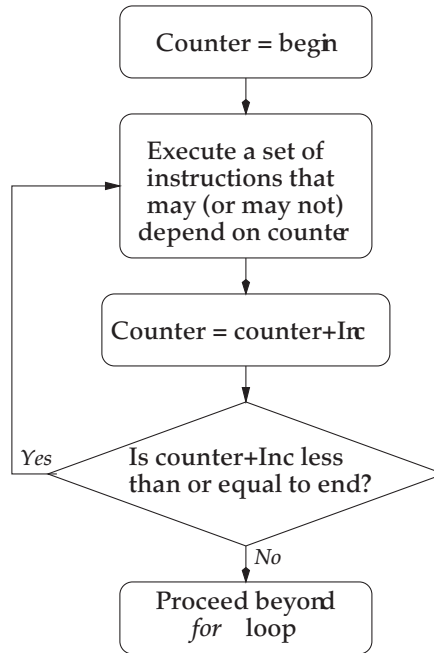 Counter = begin
Execute a set of
instructions that
may (or may not)
depend on counter
Counter = counter+Inc
Yes
Is counter+Inc less
than or equal to end?
No
Proceed beyond
for loop